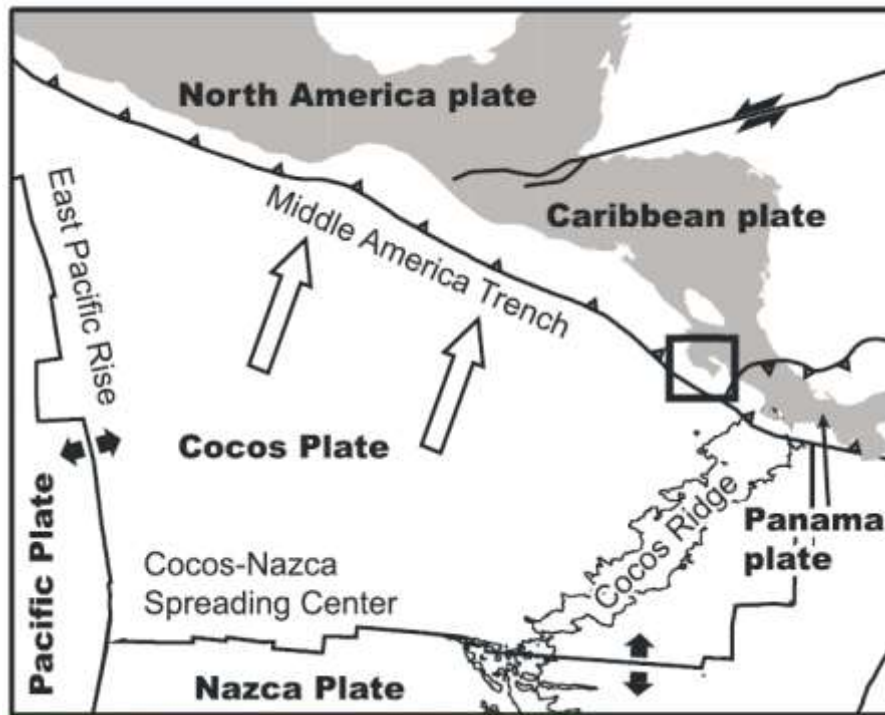 North America plate
Caribbean plate
Middle America Trench
East Pacific Rise
Cocos Plate
Cocos Ridge
Panama
plate
Pacific Plate
Cocos-Nazca
Spreading Center
Nazca Plate